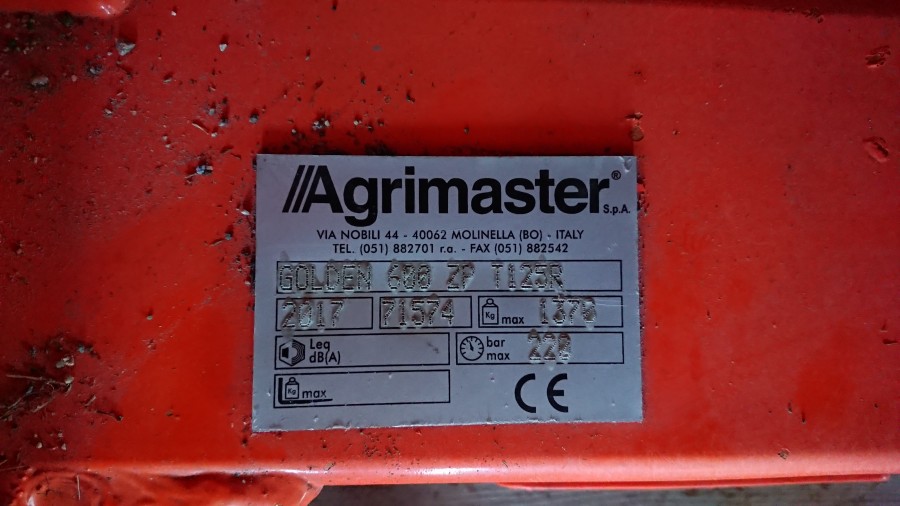 Agrimaster® S.p.A.
VIA NOBILI 44 - 40062 MOLINELLA (BO) - ITALY
TEL. (051) 882701 r.a. - FAX (051) 882542
GOLDEN 600 ZP T125R
2017 71574 Kg max 1370
Leq dB(A) bar max 220
Kg max
CE